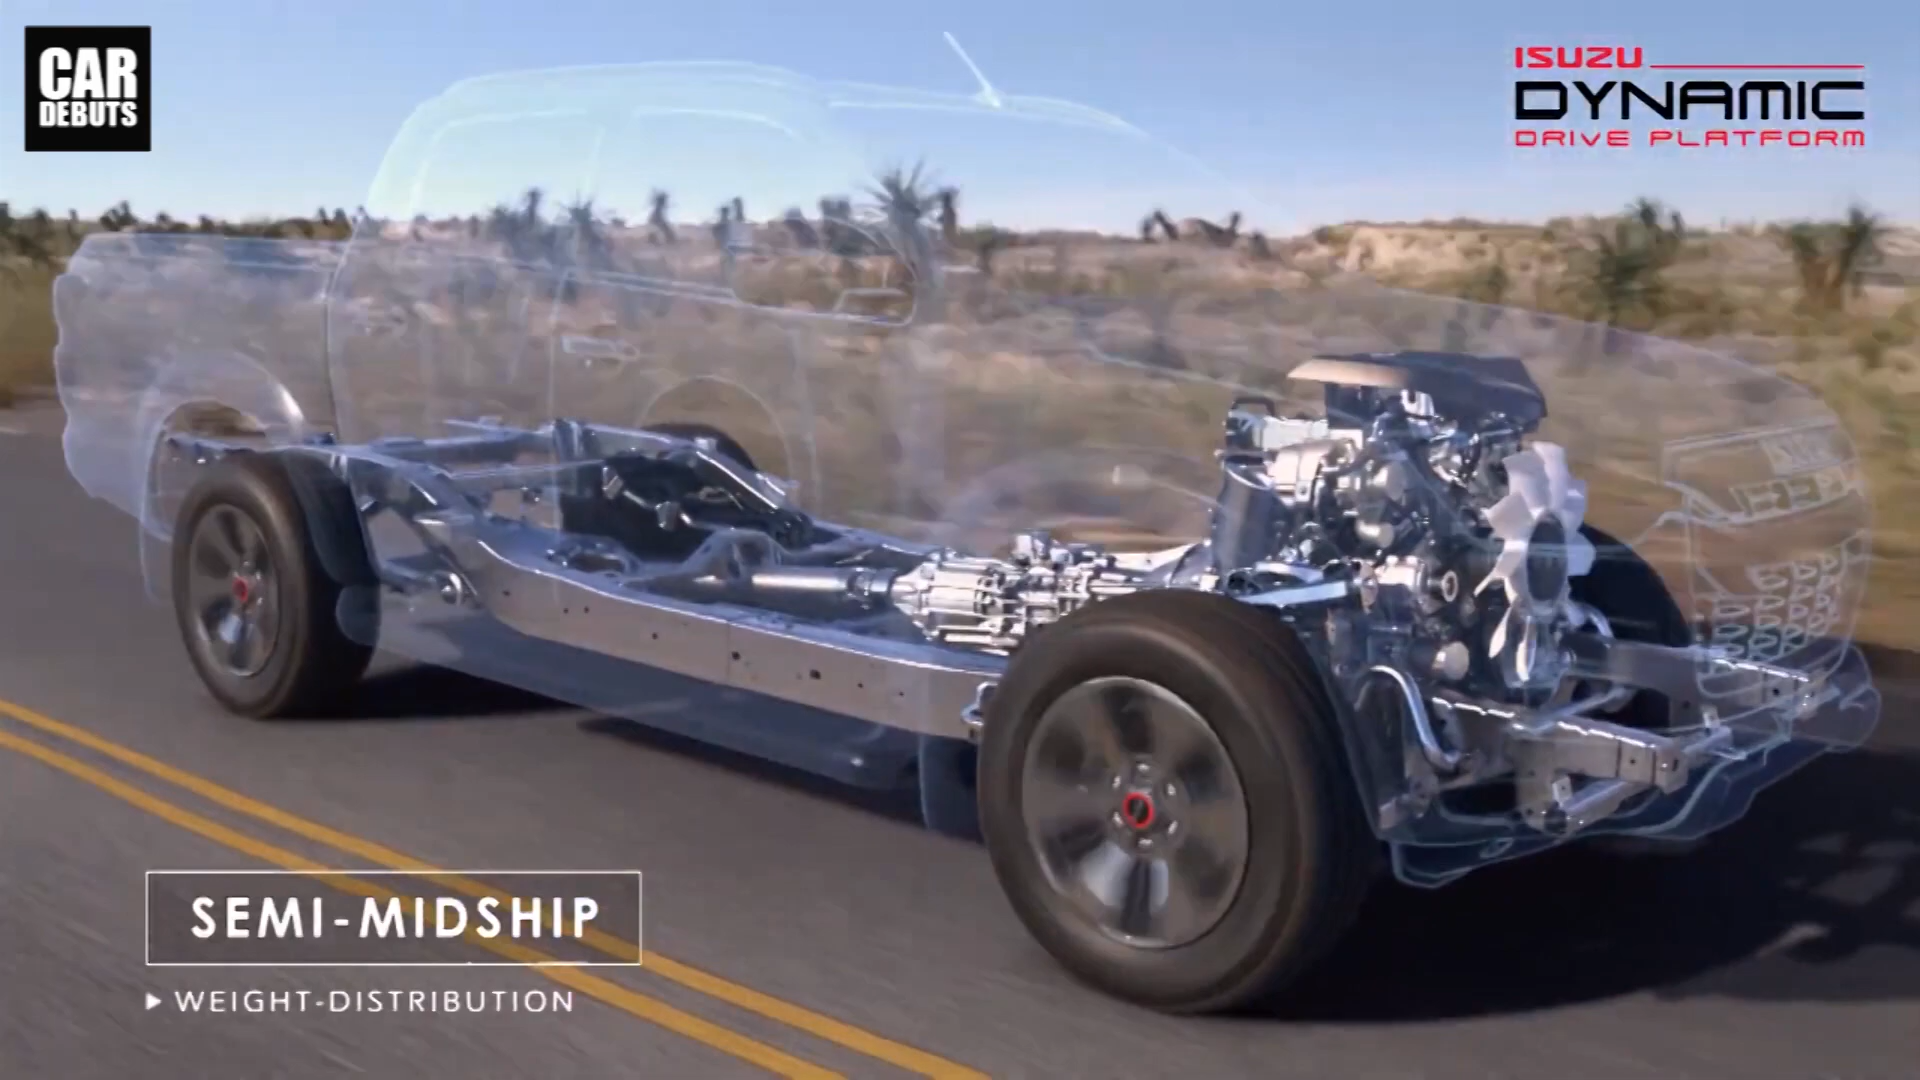 CAR
DEBUTS
ISUZU
DYNAMIC
DRIVE PLATFORM
SEMI-MIDSHIP
WEIGHT-DISTRIBUTION